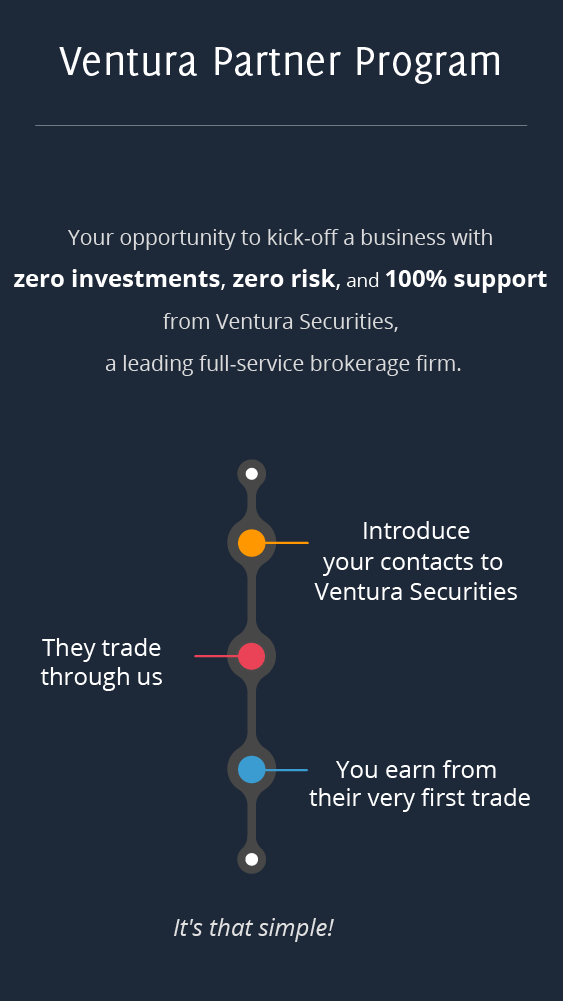 Ventura Partner Program
Your opportunity to kick-off a business with
zero investments, zero risk, and 100% support
from Ventura Securities,
a leading full-service brokerage firm.
Introduce
your contacts to
Ventura Securities
They trade
through us
You earn from
their very first trade
It's that simple!